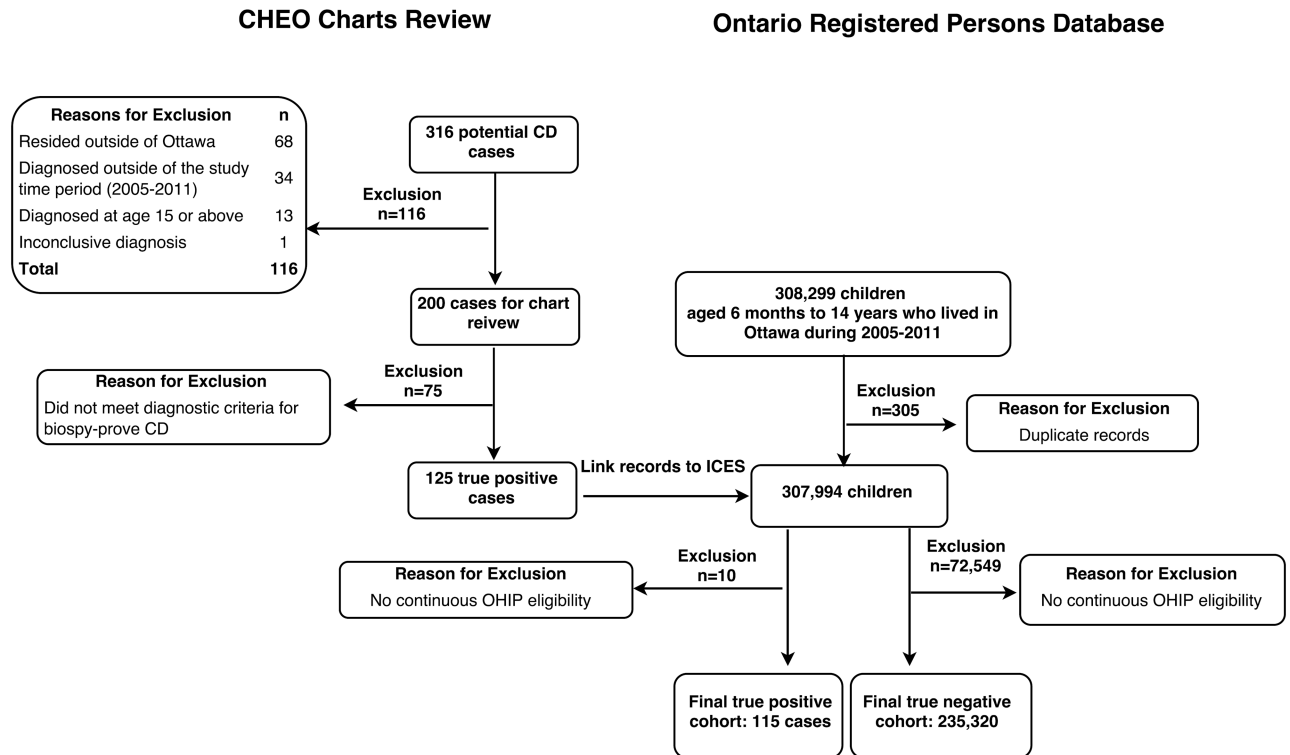 CHEO Charts Review
Ontario Registered Persons Database
Reasons for Exclusion n
Resided outside of Ottawa 68
Diagnosed outside of the study
time period (2005-2011) 34
Diagnosed at age 15 or above 13
Inconclusive diagnosis 1
Total 116
316 potential CD
cases
Exclusion
n=116
200 cases for chart
reivew
308,299 children
aged 6 months to 14 years who lived in
Ottawa during 2005-2011
Exclusion
n=75
Reason for Exclusion
Did not meet diagnostic criteria for
biospy-prove CD
Exclusion
n=305
Reason for Exclusion
Duplicate records
125 true positive
cases
Link records to ICES
307,994 children
Exclusion
n=10
Reason for Exclusion
No continuous OHIP eligibility
Exclusion
n=72,549
Reason for Exclusion
No continuous OHIP eligibility
Final true positive
cohort: 115 cases
Final true negative
cohort: 235,320